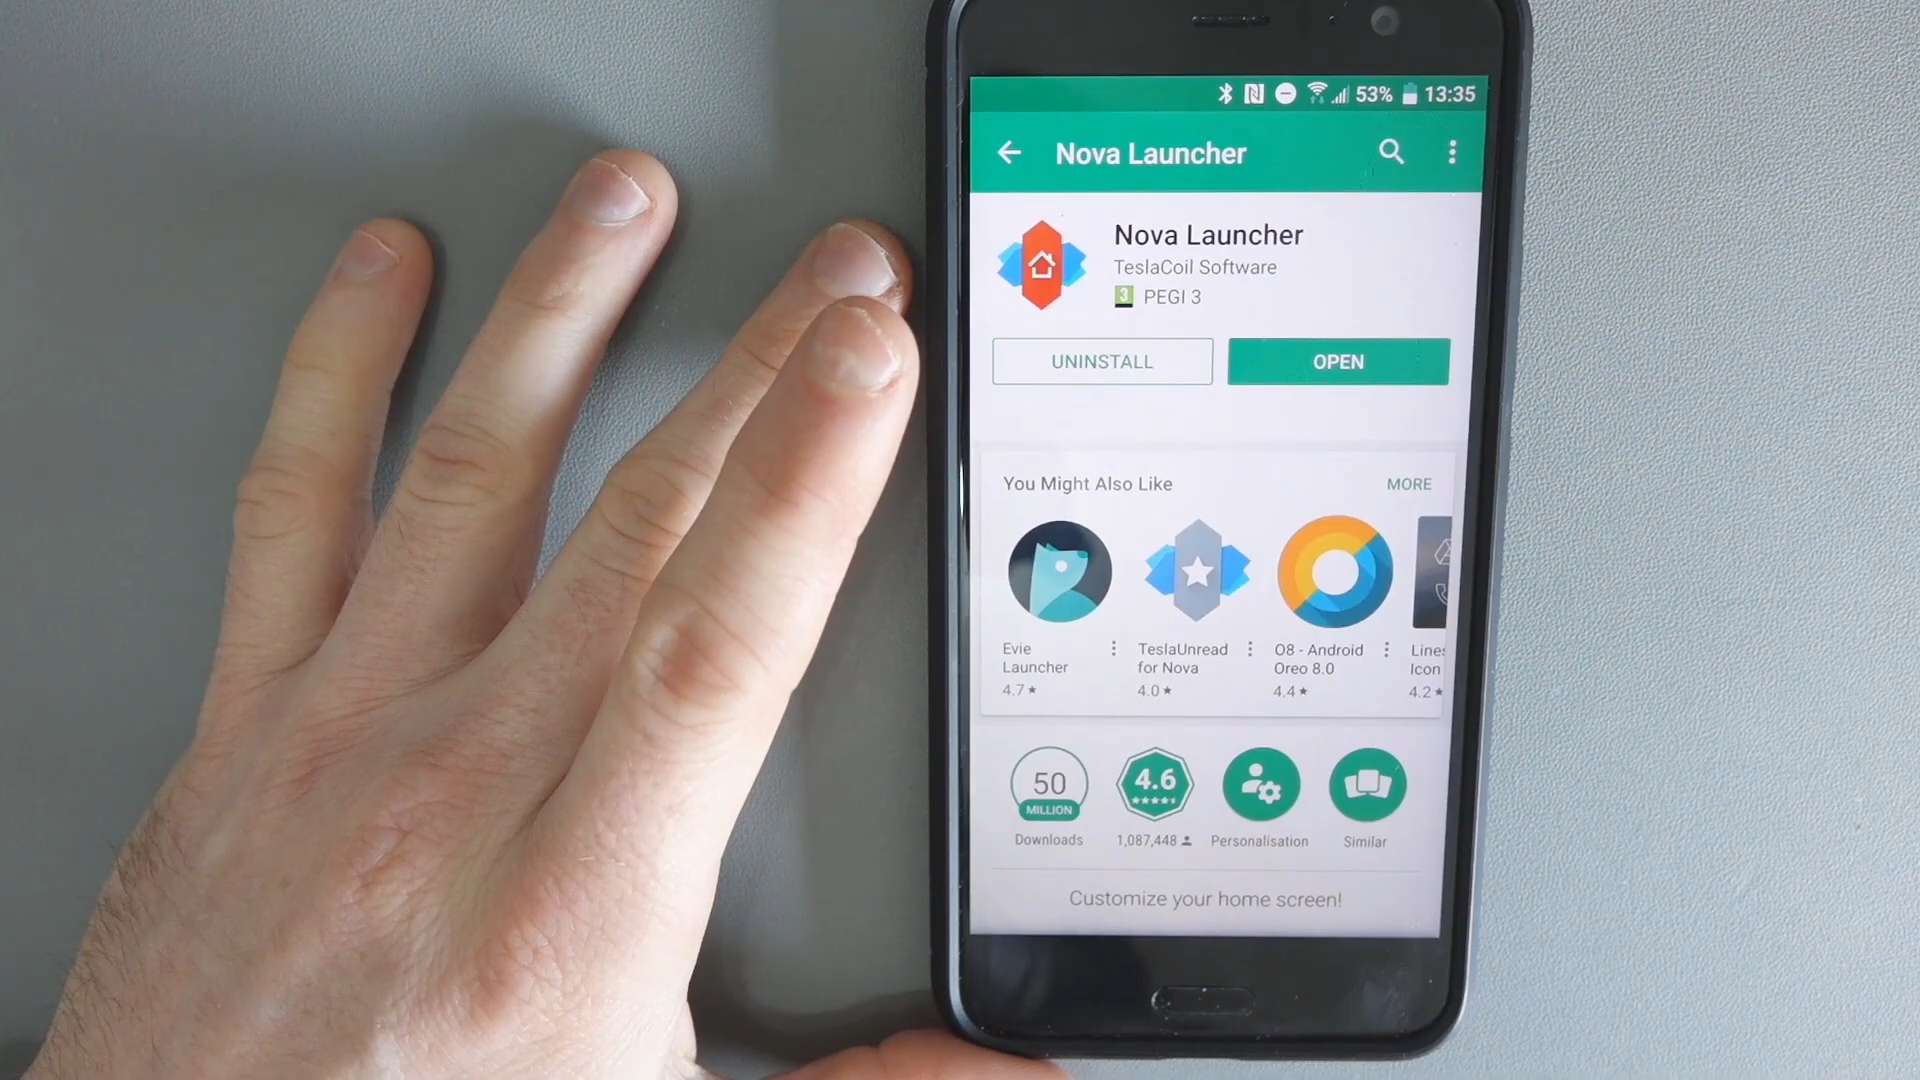 53% 13:35
Nova Launcher
Nova Launcher
TeslaCoil Software
3 PEGI 3
UNINSTALL OPEN
You Might Also Like MORE
Evie Launcher
4.7★
TeslaUnread for Nova
4.0★
O8 - Android Oreo 8.0
4.4★
Lines Icon
4.2★
50 MILLION
Downloads
4.6
1,087,448
Personalisation
Similar
Customize your home screen!